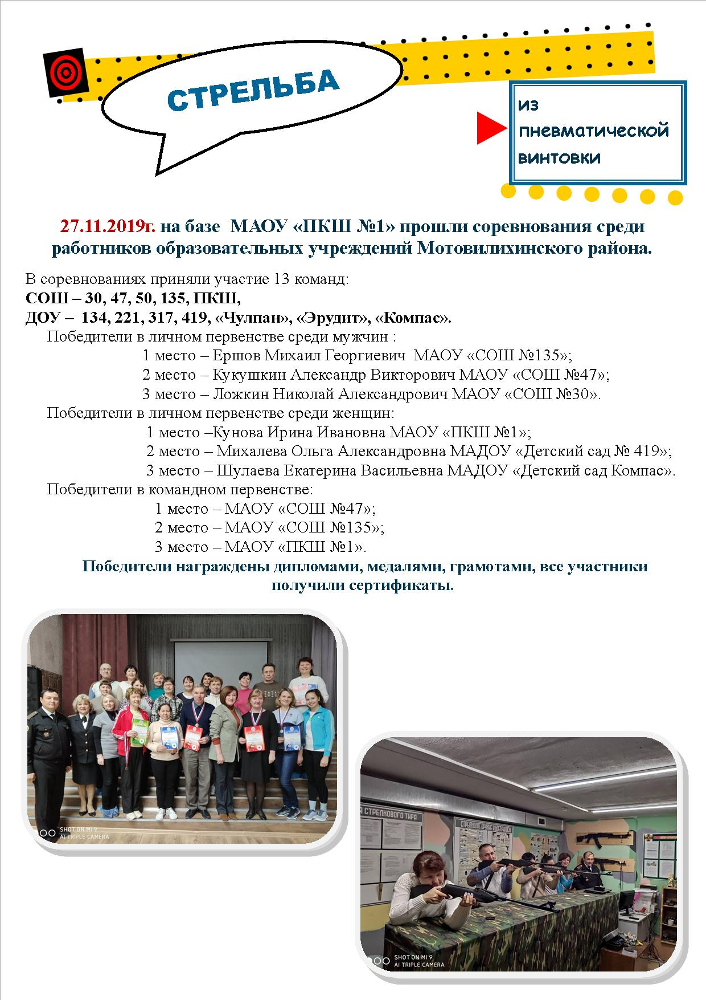 СТРЕЛЬБА
из
пневматической
винтовки
27.11.2019г. на базе МАОУ «ПКШ №1» прошли соревнования среди
работников образовательных учреждений Мотовилихинского района.
В соревнованиях приняли участие 13 команд:
СОШ – 30, 47, 50, 135, ПКШ,
ДОУ – 134, 221, 317, 419, «Чулпан», «Эрудит», «Компас».
Победители в личном первенстве среди мужчин :
1 место – Ершов Михаил Георгиевич МАОУ «СОШ №135»;
2 место – Кукушкин Александр Викторович МАОУ «СОШ №47»;
3 место – Ложкин Николай Александрович МАОУ «СОШ №30».
Победители в личном первенстве среди женщин:
1 место –Кунова Ирина Ивановна МАОУ «ПКШ №1»;
2 место – Михалева Ольга Александровна МАДОУ «Детский сад № 419»;
3 место – Шулаева Екатерина Васильевна МАДОУ «Детский сад Компас».
Победители в командном первенстве:
1 место – МАОУ «СОШ №47»;
2 место – МАОУ «СОШ №135»;
3 место – МАОУ «ПКШ №1».
Победители награждены дипломами, медалями, грамотами, все участники
получили сертификаты.
SHOT ON MI 9
AI TRIPLE CAMERA
СТРЕЛКОВОГО ТИРА
СТРЕЛКОВОЕ ОРУЖИЕ
SHOT ON MI 9
AI TRIPLE CAMERA